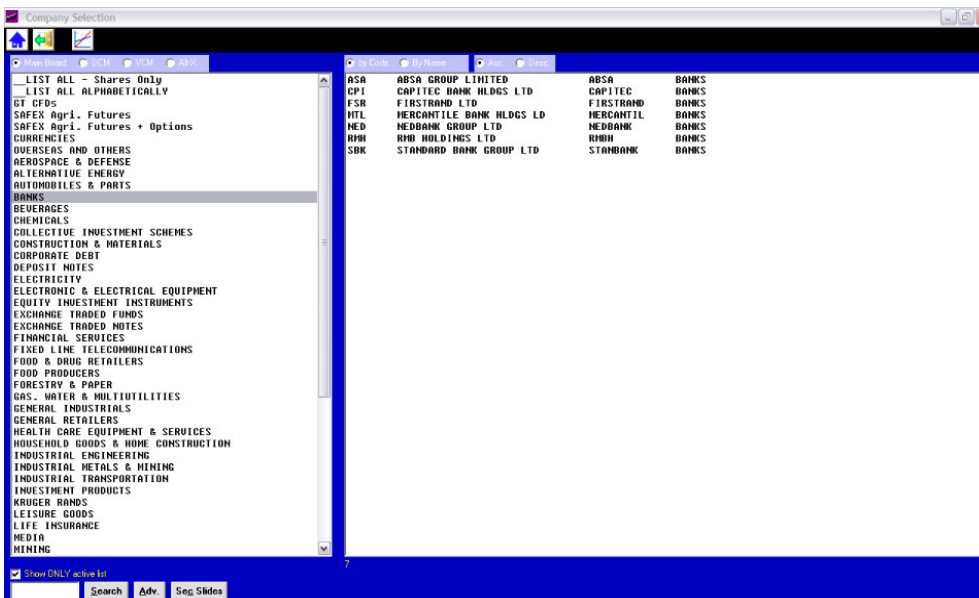 Company Selection
Main Board DCM VCM AltX
by Code By Name Asc. Desc
__LIST ALL - Shares Only
__LIST ALL ALPHABETICALLY
GT CFDs
SAFEX Agri. Futures
SAFEX Agri. Futures + Options
CURRENCIES
OVERSEAS AND OTHERS
AEROSPACE & DEFENSE
ALTERNATIVE ENERGY
AUTOMOBILES & PARTS
BANKS
BEVERAGES
CHEMICALS
COLLECTIVE INVESTMENT SCHEMES
CONSTRUCTION & MATERIALS
CORPORATE DEBT
DEPOSIT NOTES
ELECTRICITY
ELECTRONIC & ELECTRICAL EQUIPMENT
EQUITY INVESTMENT INSTRUMENTS
EXCHANGE TRADED FUNDS
EXCHANGE TRADED NOTES
FINANCIAL SERVICES
FIXED LINE TELECOMMUNICATIONS
FOOD & DRUG RETAILERS
FOOD PRODUCERS
FORESTRY & PAPER
GAS. WATER & MULTIUTILITIES
GENERAL INDUSTRIALS
GENERAL RETAILERS
HEALTH CARE EQUIPMENT & SERVICES
HOUSEHOLD GOODS & HOME CONSTRUCTION
INDUSTRIAL ENGINEERING
INDUSTRIAL METALS & MINING
INDUSTRIAL TRANSPORTATION
INVESTMENT PRODUCTS
KRUGER RANDS
LEISURE GOODS
LIFE INSURANCE
MEDIA
MINING
ASA ABSA GROUP LIMITED ABSA BANKS
CPI CAPITEC BANK HLDGS LTD CAPITEC BANKS
FSR FIRSTRAND LTD FIRSTRAND BANKS
MTL MERCANTILE BANK HLDGS LD MERCANTIL BANKS
NED NEDBANK GROUP LTD NEDBANK BANKS
RMH RMB HOLDINGS LTD RMBH BANKS
SBK STANDARD BANK GROUP LTD STANBANK BANKS
7
Show ONLY active list
Search Adv. Seg Slides